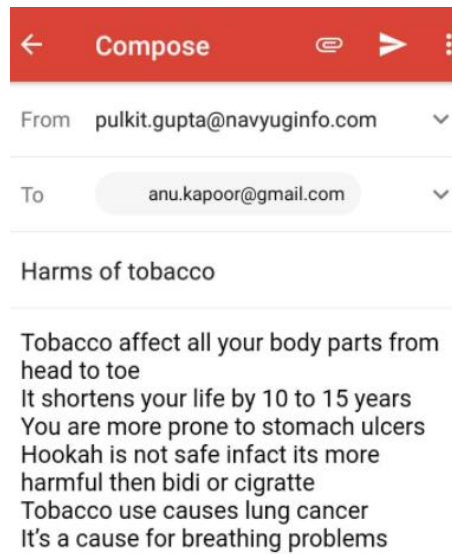 Compose
From pulkit.gupta@navyuginfo.com
To anu.kapoor@gmail.com
Harms of tobacco
Tobacco affect all your body parts from
head to toe
It shortens your life by 10 to 15 years
You are more prone to stomach ulcers
Hookah is not safe infact its more
harmful then bidi or cigratte
Tobacco use causes lung cancer
It's a cause for breathing problems